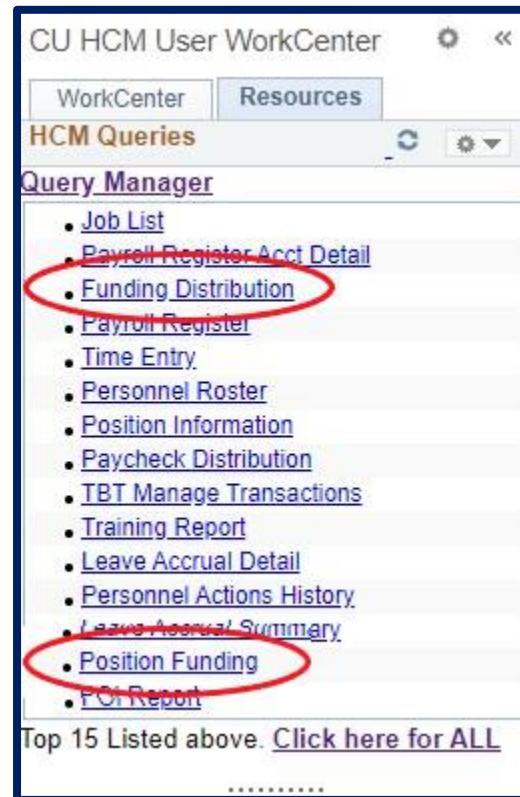 CU HCM User WorkCenter
WorkCenter Resources
HCM Queries
Query Manager
Job List
Payroll Register Acct Detail
Funding Distribution
Payroll Register
Time Entry
Personnel Roster
Position Information
Paycheck Distribution
TBT Manage Transactions
Training Report
Leave Accrual Detail
Personnel Actions History
Leave Accrual Summary
Position Funding
POI Report
Top 15 Listed above. Click here for ALL